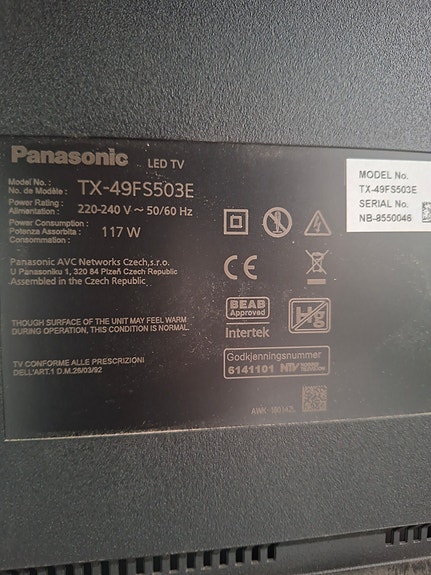 Panasonic LED TV
Model No. :
No. de Modèle : TX-49FS503E
Power Rating :
Alimentation : 220-240 V ~ 50/60 Hz
Power Consumption :
Potenza Assorbita : 117 W
Consommation :
Panasonic AVC Networks Czech,s.r.o.
U Panasoniku 1, 320 84 Plzeň Czech Republic
Assembled in the Czech Republic
THOUGH SURFACE OF THE UNIT MAY FEEL WARM
DURING OPERATION, THIS CONDITION IS NORMAL.
TV CONFORME ALLE PRESCRIZIONI
DELL'ART.1 D.M.26/03/92
CE
BEAB
Approved
Intertek
Hg
Godkjenningsnummer
6141101 NTV
MODEL No.
TX-49FS503E
SERIAL No.
NB-8550046